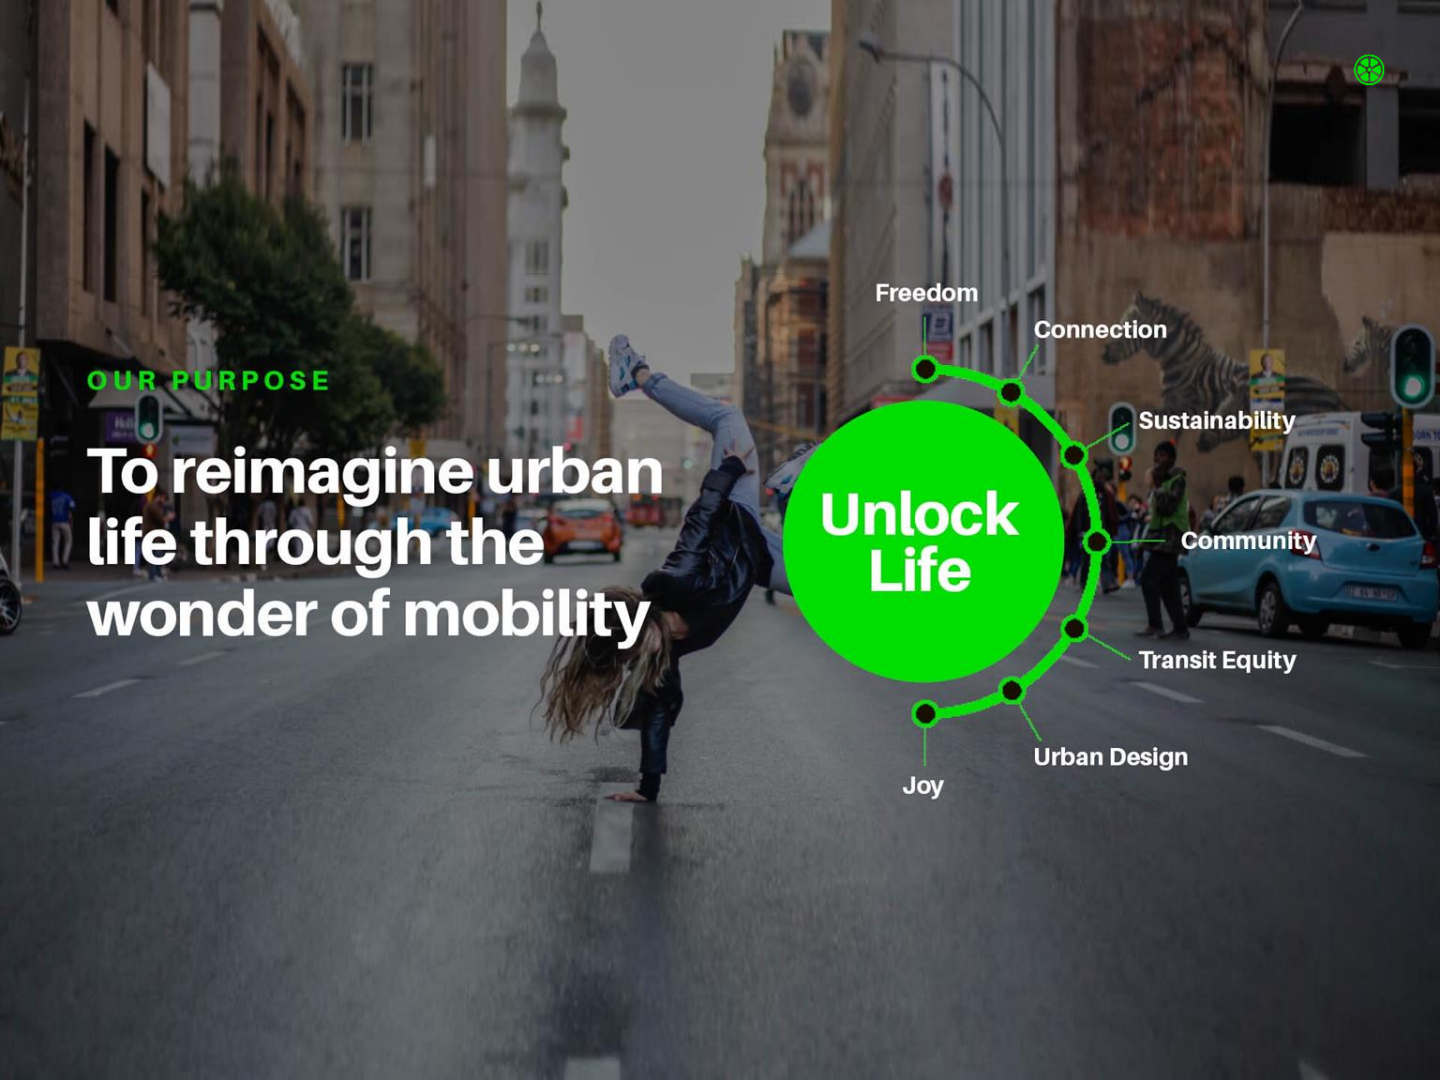 OUR PURPOSE
To reimagine urban
life through the
wonder of mobility
Freedom
Connection
Sustainability
Unlock
Life
Community
Transit Equity
Urban Design
Joy